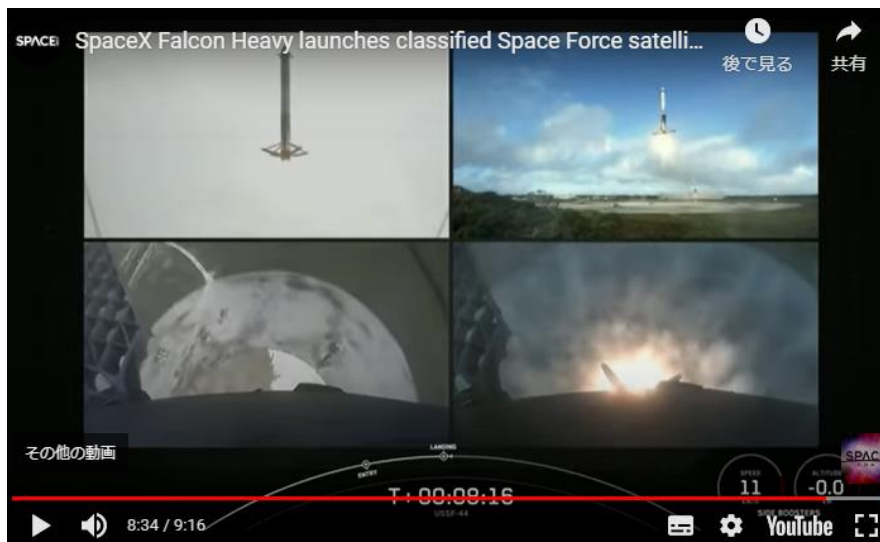 SPACE
SpaceX Falcon Heavy launches classified Space Force satelli...
後で見る
共有
その他の動画
LANDING
ENTRY
SPAC
SPEED
11
ALTITUDE
-0.0
T+ 00:08:16
USSF-44
SIDE BOOSTERS
8:34 / 9:16
YouTube